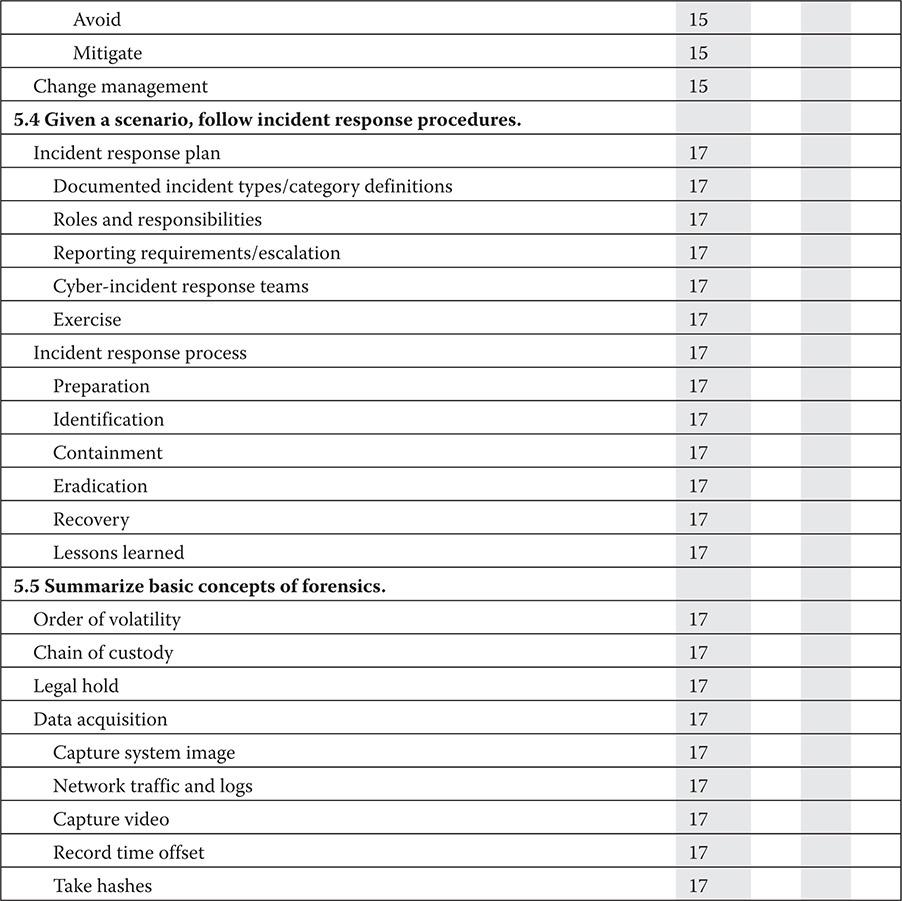 Avoid 15
Mitigate 15
Change management 15
5.4 Given a scenario, follow incident response procedures.
Incident response plan 17
Documented incident types/category definitions 17
Roles and responsibilities 17
Reporting requirements/escalation 17
Cyber-incident response teams 17
Exercise 17
Incident response process 17
Preparation 17
Identification 17
Containment 17
Eradication 17
Recovery 17
Lessons learned 17
5.5 Summarize basic concepts of forensics.
Order of volatility 17
Chain of custody 17
Legal hold 17
Data acquisition 17
Capture system image 17
Network traffic and logs 17
Capture video 17
Record time offset 17
Take hashes 17